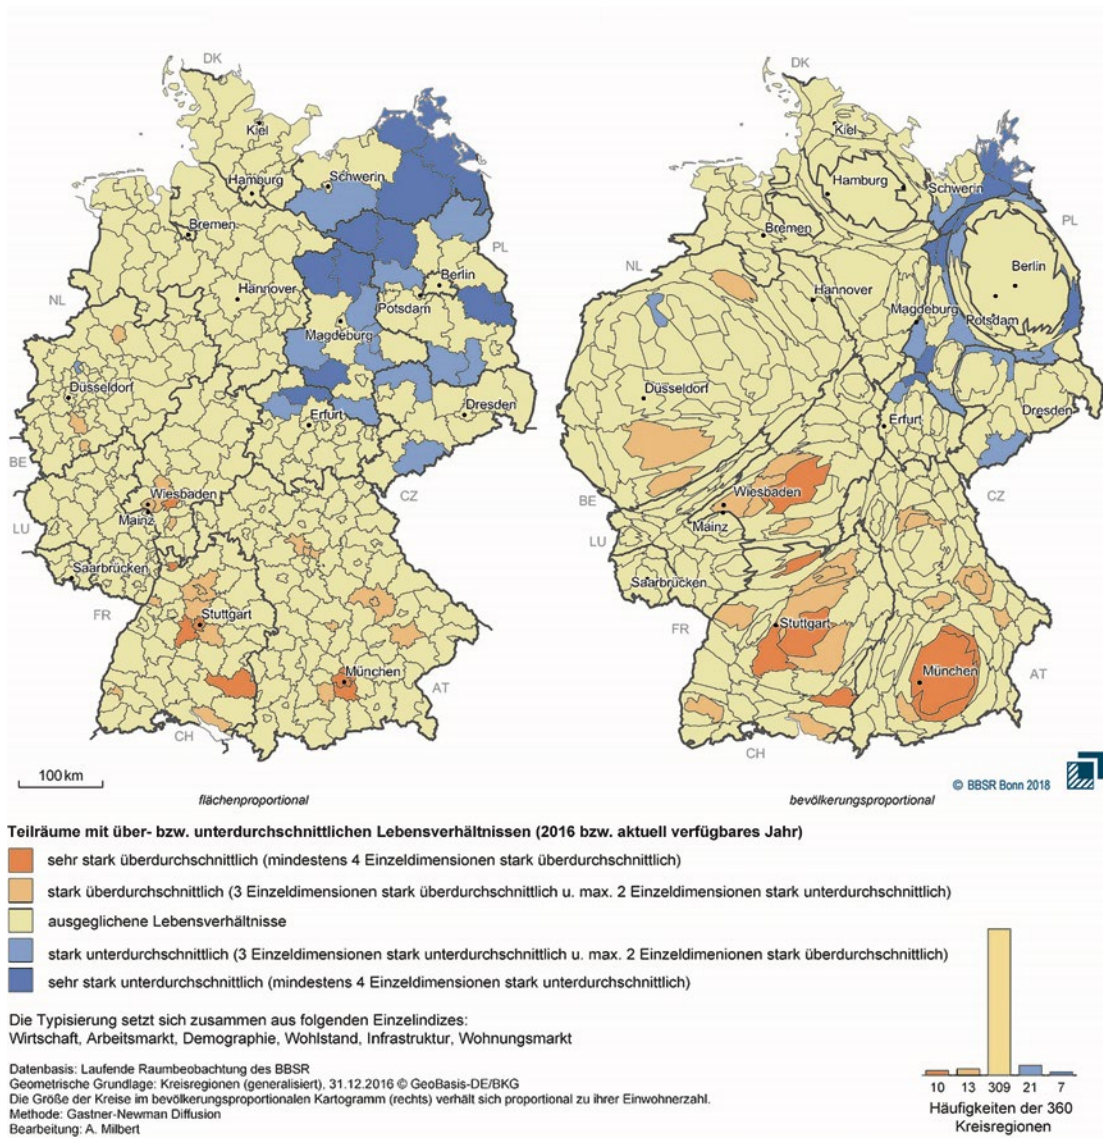 DK
Kiel
Hamburg
Schwerin
Bremen
PL
Berlin
NL
Hannover
Potsdam
Magdeburg
Düsseldorf
Erfurt
Dresden
BE
Wiesbaden
CZ
LU
Mainz
Saarbrücken
FR
Stuttgart
München
AT
CH
100 km
flächenproportional
DK
Kiel
Hamburg
Schwerin
PL
Bremen
NL
Berlin
Hannover
Magdeburg
Potsdam
Düsseldorf
Dresden
Erfurt
BE
Wiesbaden
CZ
Mainz
LU
Saarbrücken
FR
Stuttgart
München
AT
CH
© BBSR Bonn 2018
bevölkerungsproportional
Teilräume mit über- bzw. unterdurchschnittlichen Lebensverhältnissen (2016 bzw. aktuell verfügbares Jahr)
sehr stark überdurchschnittlich (mindestens 4 Einzeldimensionen stark überdurchschnittlich)
stark überdurchschnittlich (3 Einzeldimensionen stark überdurchschnittlich u. max. 2 Einzeldimensionen stark unterdurchschnittlich)
ausgeglichene Lebensverhältnisse
stark unterdurchschnittlich (3 Einzeldimensionen stark unterdurchschnittlich u. max. 2 Einzeldimenionen stark überdurchschnittlich)
sehr stark unterdurchschnittlich (mindestens 4 Einzeldimensionen stark unterdurchschnittlich)
Die Typisierung setzt sich zusammen aus folgenden Einzelindizes:
Wirtschaft, Arbeitsmarkt, Demographie, Wohlstand, Infrastruktur, Wohnungsmarkt
Datenbasis: Laufende Raumbeobachtung des BBSR
Geometrische Grundlage: Kreisregionen (generalisiert), 31.12.2016 © GeoBasis-DE/BKG
Die Größe der Kreise im bevölkerungsproportionalen Kartogramm (rechts) verhält sich proportional zu ihrer Einwohnerzahl.
Methode: Gastner-Newman Diffusion
Bearbeitung: A. Milbert
10 13 309 21 7
Häufigkeiten der 360
Kreisregionen